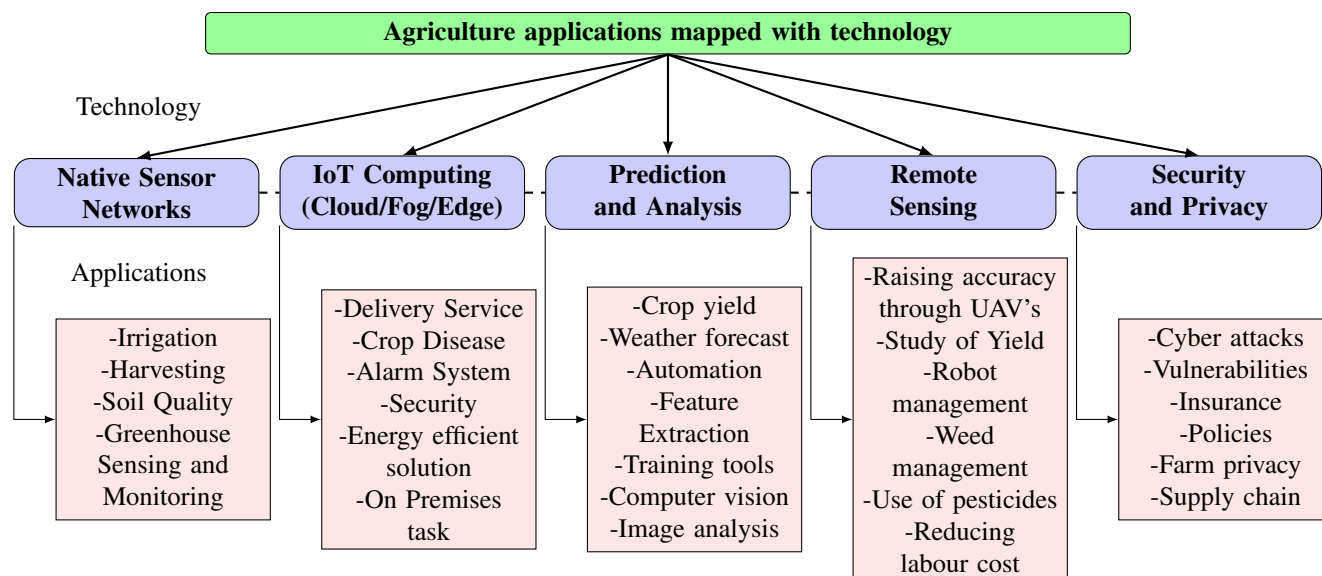 Agriculture applications mapped with technology
Technology
Native Sensor
Networks
IoT Computing
(Cloud/Fog/Edge)
Prediction
and Analysis
Remote
Sensing
Security
and Privacy
Applications
-Irrigation
-Harvesting
-Soil Quality
-Greenhouse
Sensing and
Monitoring
-Delivery Service
-Crop Disease
-Alarm System
-Security
-Energy efficient
solution
-On Premises
task
-Crop yield
-Weather forecast
-Automation
-Feature
Extraction
-Training tools
-Computer vision
-Image analysis
-Raising accuracy
through UAV's
-Study of Yield
-Robot
management
-Weed
management
-Use of pesticides
-Reducing
labour cost
-Cyber attacks
-Vulnerabilities
-Insurance
-Policies
-Farm privacy
-Supply chain